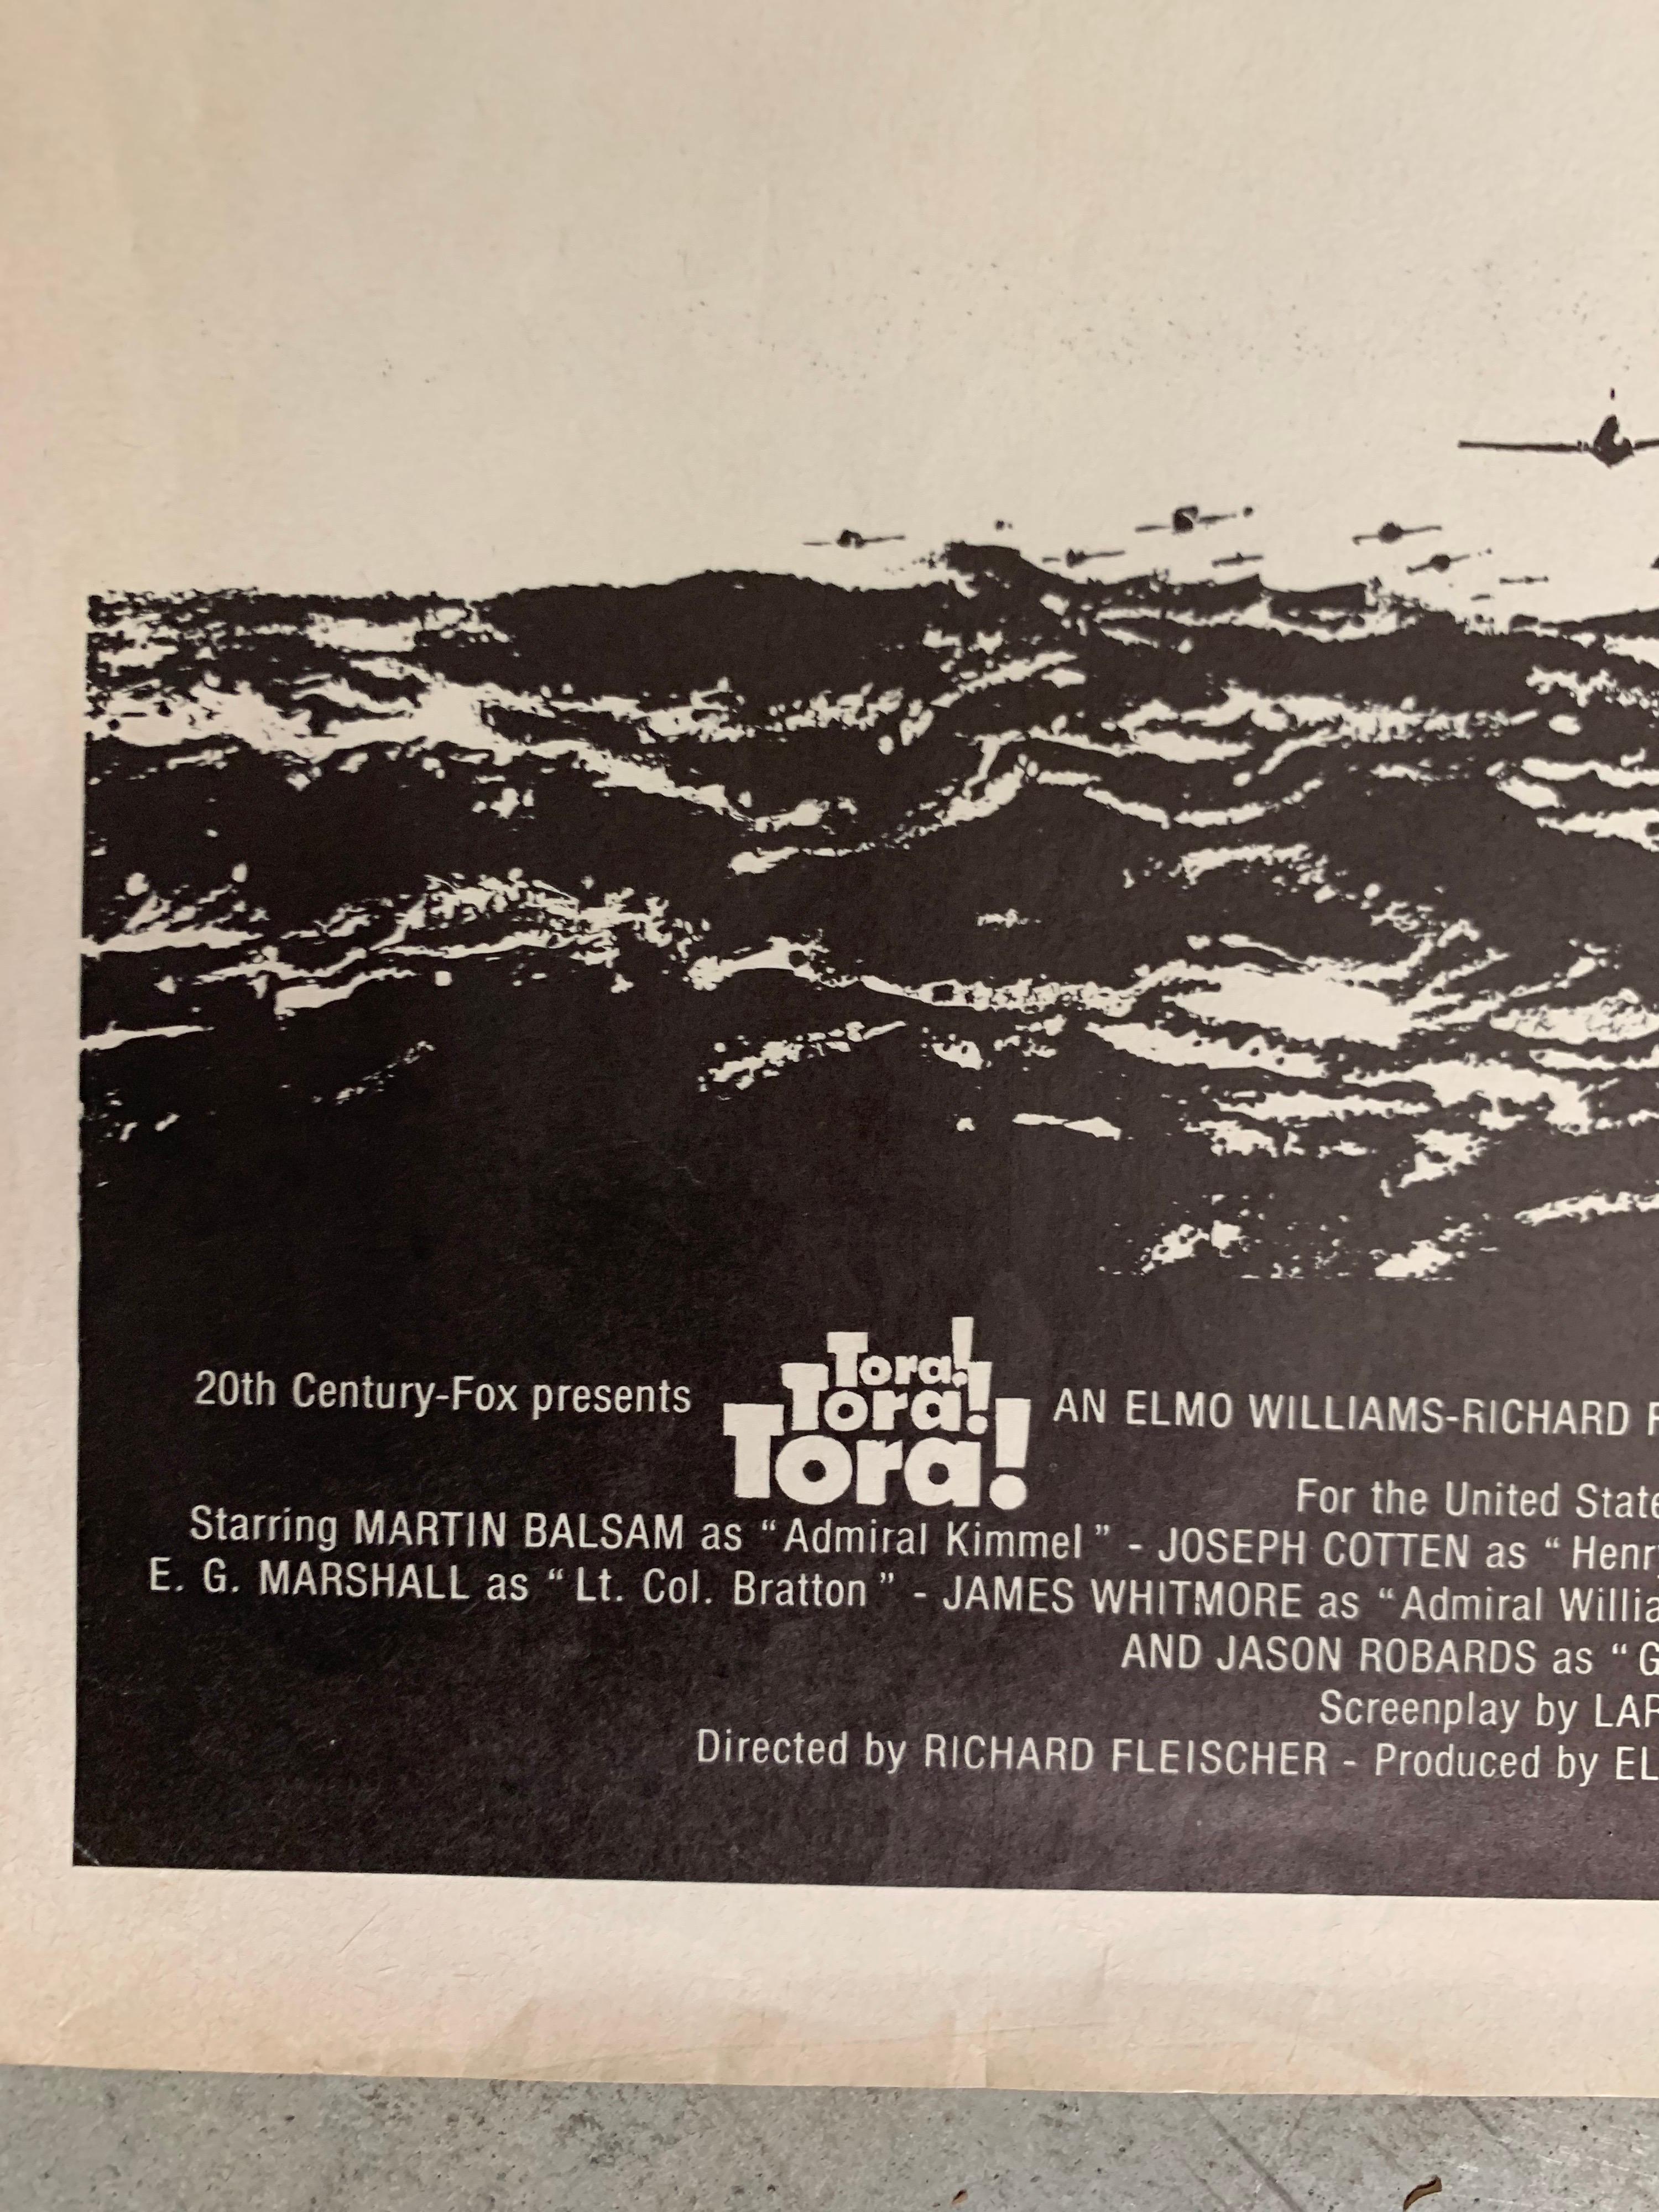 20th Century-Fox presents
Tora!
Tora!
Tora!
AN ELMO WILLIAMS-RICHARD
For the United
Starring MARTIN BALSAM as “Admiral Kimmel” - JOSEPH COTTEN as “
E. G. MARSHALL as “Lt. Col. Bratton” - JAMES WHITMORE as “Admiral
AND JASON ROBARDS as “
Screenplay by
Directed by RICHARD FLEISCHER - Produced by